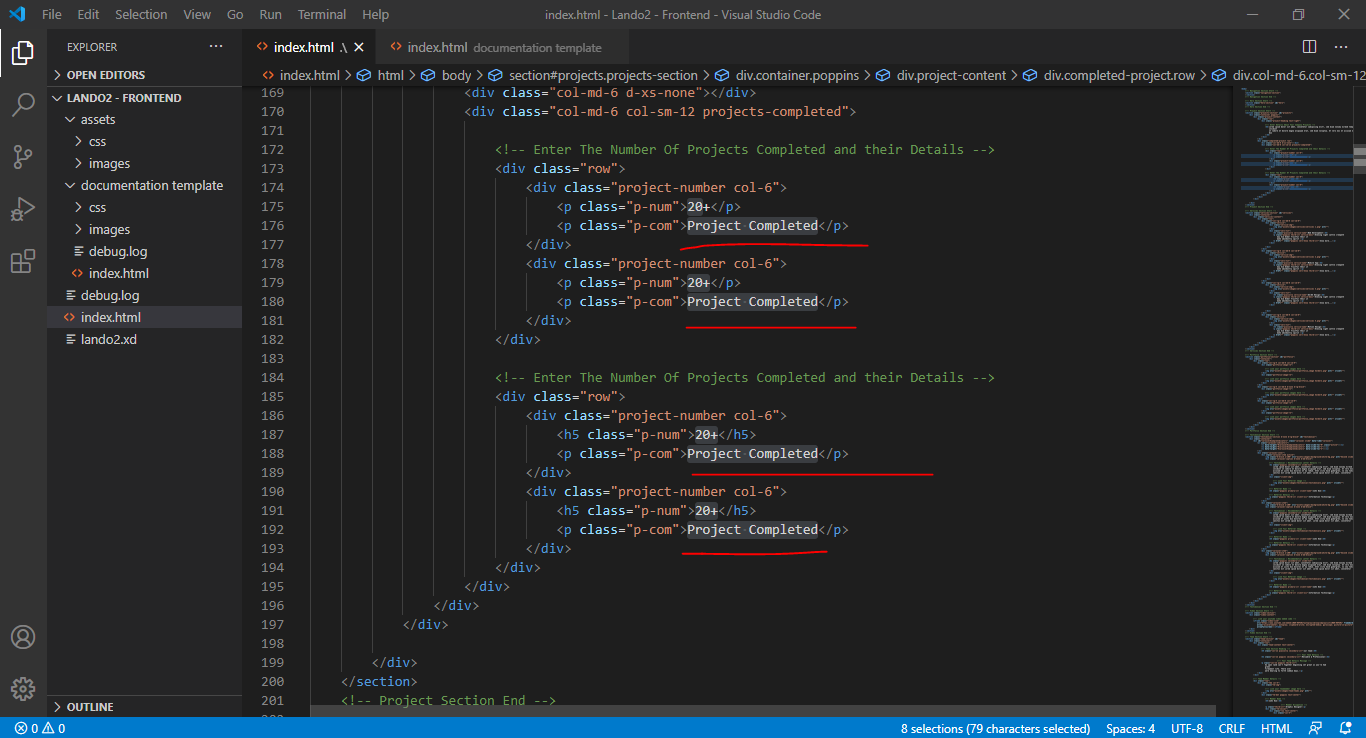 File Edit Selection View Go Run Terminal Help
index.html - Lando2 - Frontend - Visual Studio Code
EXPLORER
OPEN EDITORS
LANDO2 - FRONTEND
assets
css
images
documentation template
css
images
debug.log
index.html
debug.log
index.html
lando2.xd
OUTLINE
index.html .\
index.html documentation template
index.html > html > body > section#projects.projects-section > div.container.poppins > div.project-content > div.completed-project.row > div.col-md-6.col-sm-12
169 <div class="col-md-6 d-xs-none"></div>
170 <div class="col-md-6 col-sm-12 projects-completed">
171
172 <!-- Enter The Number Of Projects Completed and their Details -->
173 <div class="row">
174 <div class="project-number col-6">
175 <p class="p-num">20+</p>
176 <p class="p-com">Project Completed</p>
177 </div>
178 <div class="project-number col-6">
179 <p class="p-num">20+</p>
180 <p class="p-com">Project Completed</p>
181 </div>
182 </div>
183
184 <!-- Enter The Number Of Projects Completed and their Details -->
185 <div class="row">
186 <div class="project-number col-6">
187 <h5 class="p-num">20+</h5>
188 <p class="p-com">Project Completed</p>
189 </div>
190 <div class="project-number col-6">
191 <h5 class="p-num">20+</h5>
192 <p class="p-com">Project Completed</p>
193 </div>
194 </div>
195 </div>
196 </div>
197 </div>
198
199 </div>
200 </section>
201 <!-- Project Section End -->
0 0
8 selections (79 characters selected) Spaces: 4 UTF-8 CRLF HTML